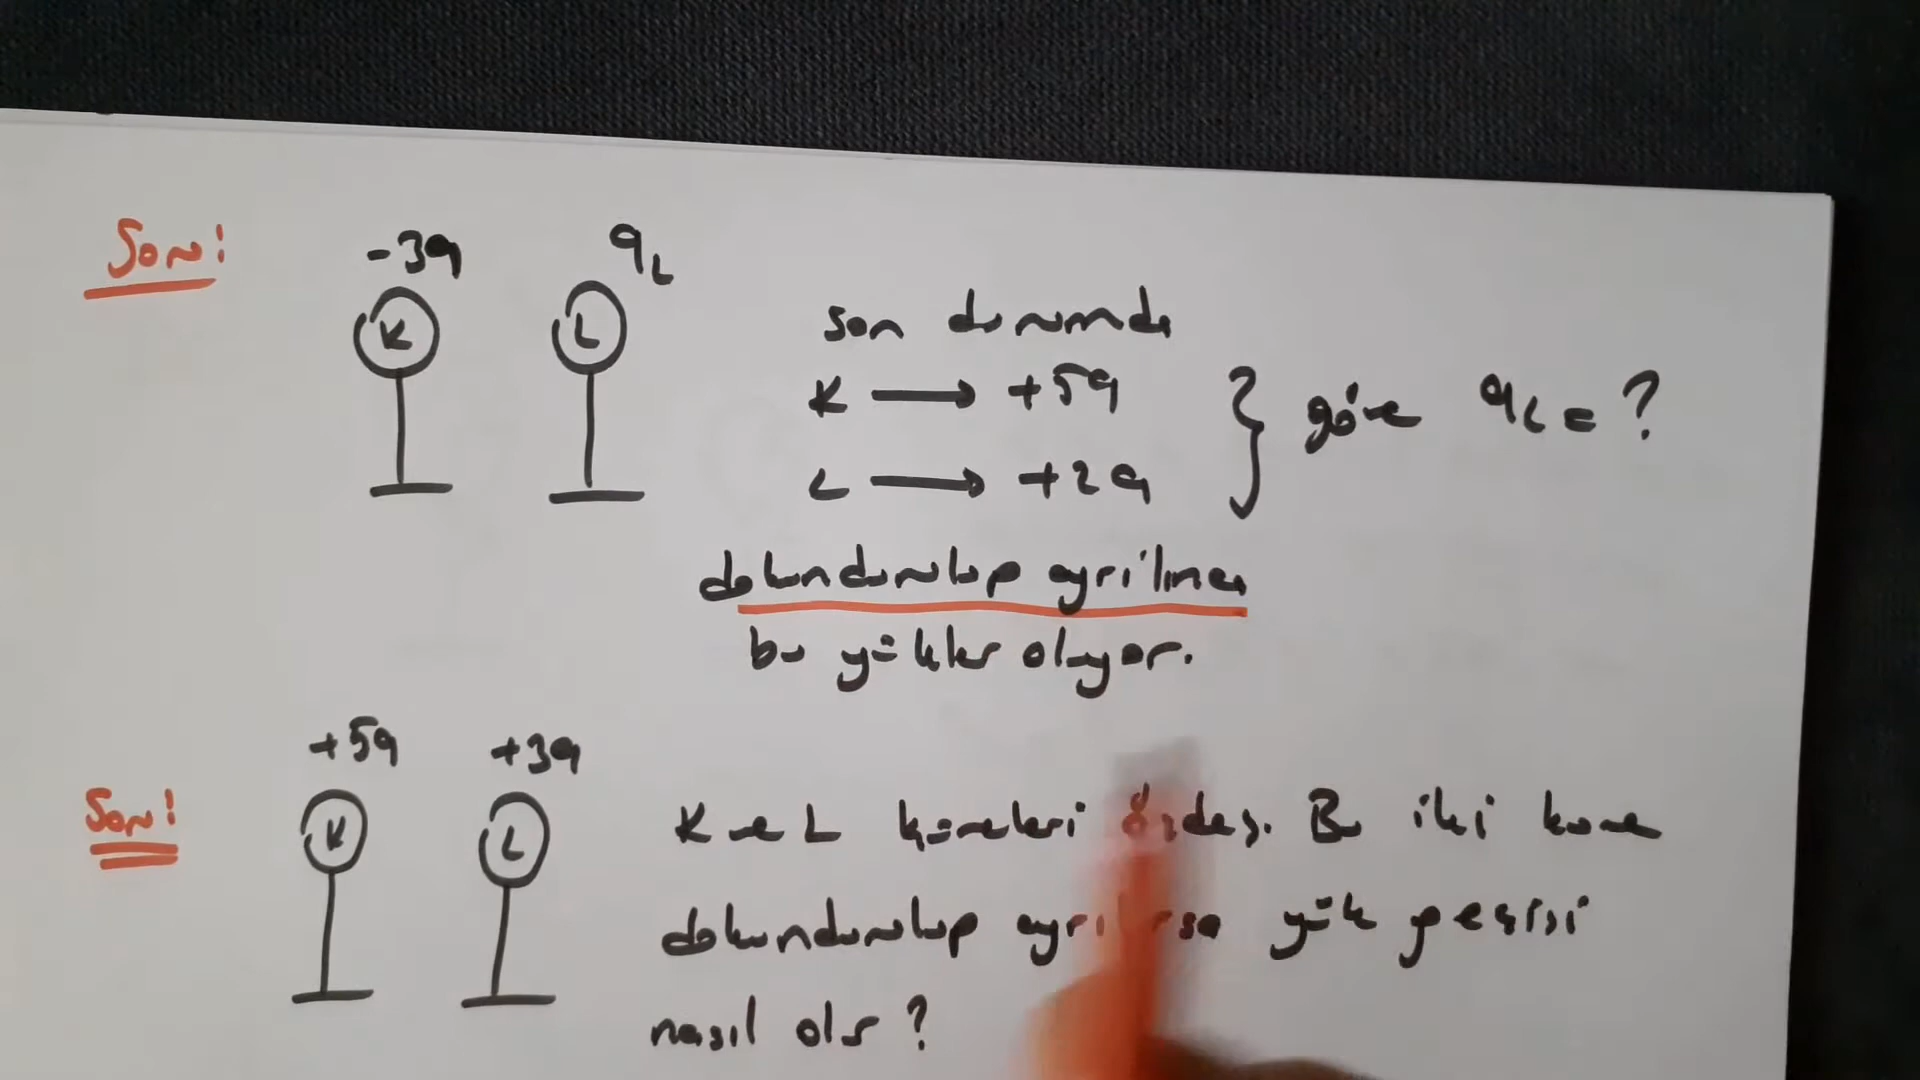 Soru:
-3q
qL
K
L
son durumda
K → +5q
L → +2q
} göre qL = ?
dokundurulup ayrılınca
bu yükler oluyor.
Soru:
+5q
+3q
K
L
K ve L küreleri özdeş. Bu iki küre
dokundurulup ayrılırsa yük geçişi
nasıl olur?